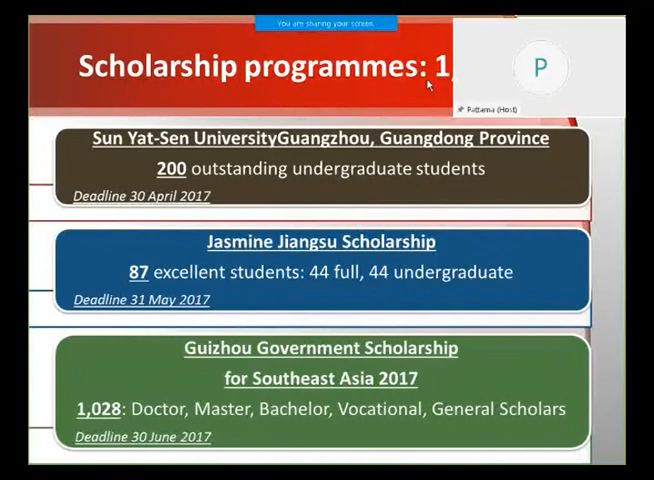 You are sharing your screen
Scholarship programmes: 1,
P
Pattama (Host)
Sun Yat-Sen UniversityGuangzhou, Guangdong Province
200 outstanding undergraduate students
Deadline 30 April 2017
Jasmine Jiangsu Scholarship
87 excellent students: 44 full, 44 undergraduate
Deadline 31 May 2017
Guizhou Government Scholarship
for Southeast Asia 2017
1,028: Doctor, Master, Bachelor, Vocational, General Scholars
Deadline 30 June 2017